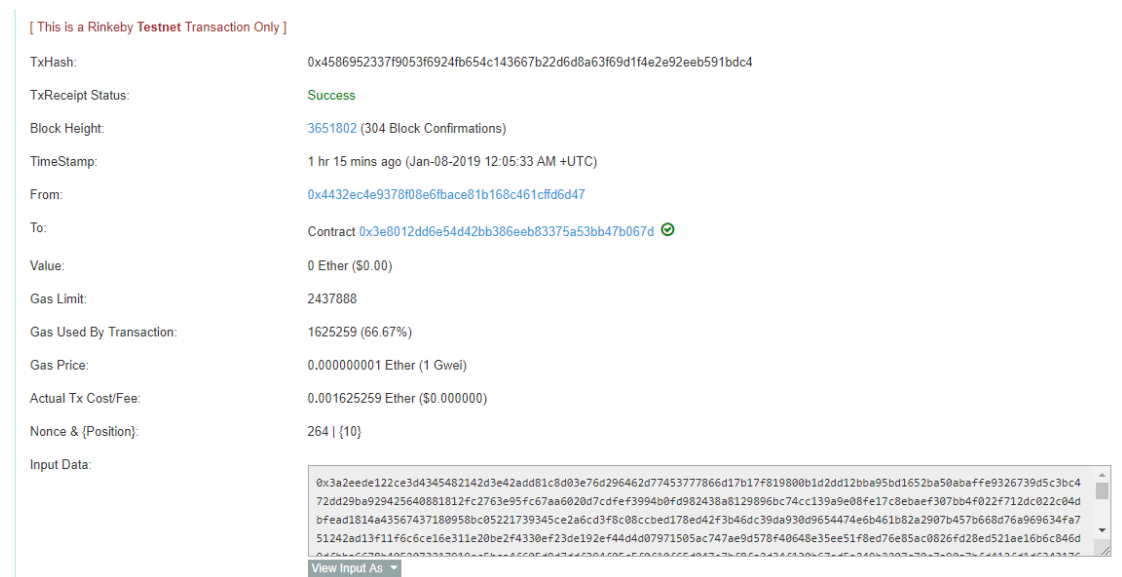 [ This is a Rinkeby Testnet Transaction Only ]
TxHash: 0x4586952337f9053f6924fb654c143667b22d6d8a63f69d1f4e2e92eeb591bdc4
TxReceipt Status: Success
Block Height: 3651802 (304 Block Confirmations)
TimeStamp: 1 hr 15 mins ago (Jan-08-2019 12:05:33 AM +UTC)
From: 0x4432ec4e9378f08e6fbace81b168c461cffd6d47
To: Contract 0x3e8012dd6e54d42bb386eeb83375a53bb47b067d
Value: 0 Ether ($0.00)
Gas Limit: 2437888
Gas Used By Transaction: 1625259 (66.67%)
Gas Price: 0.000000001 Ether (1 Gwei)
Actual Tx Cost/Fee: 0.001625259 Ether ($0.000000)
Nonce & {Position}: 264 | {10}
Input Data:
0x3a2eede122ce3d4345482142d3e42add81c8d03e76d296462d77453777866d17b17f819800b1d2dd12bba95bd1652ba50abaffe9326739d5c3bc4
72dd29ba929425640881812fc2763e95fc67aa6020d7cdfef3994b0fd982438a8129896bc74cc139a9e08fe17c8ebaef307bb4f022f712dc022c04d
bfead1814a43567437180958bc05221739345ce2a6cd3f8c08ccbed178ed42f3b46dc39da930d9654474e6b461b82a2907b457b668d76a969634fa7
51242ad13f11f6c6ce16e311e20be2f4330ef23de192ef44d4d07971505ac747ae9d578f40648e35ee51f8ed76e85ac0826fd28ed521ae16b6c846d
View Input As